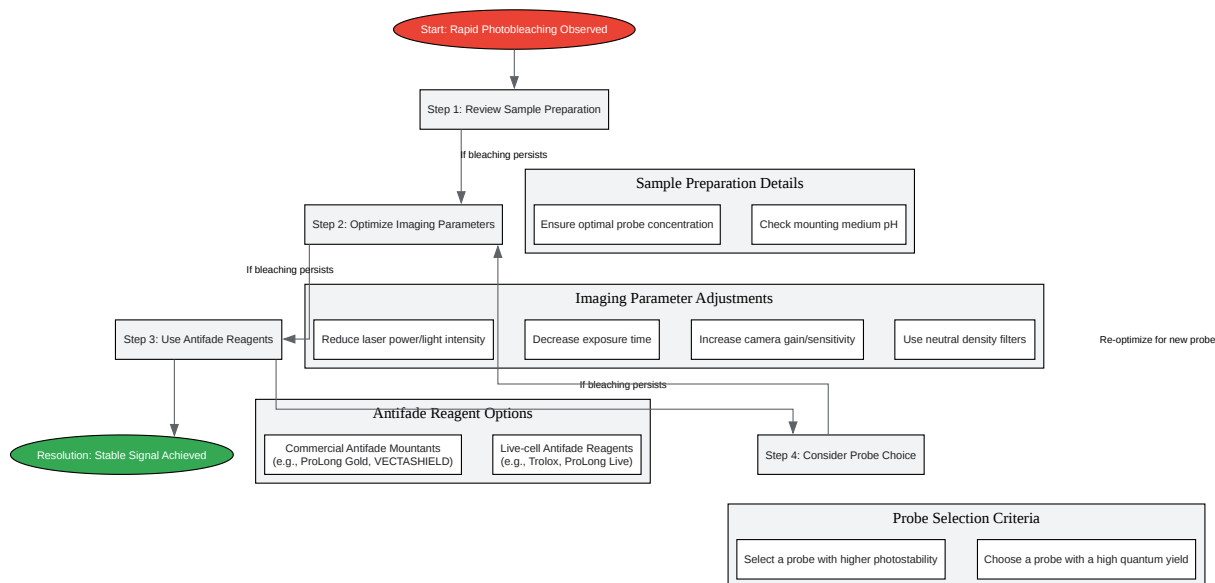 Start: Rapid Photobleaching Observed
Step 1: Review Sample Preparation
If bleaching persists
Sample Preparation Details
Ensure optimal probe concentration
Check mounting medium pH
Step 2: Optimize Imaging Parameters
If bleaching persists
Imaging Parameter Adjustments
Reduce laser power/light intensity
Decrease exposure time
Increase camera gain/sensitivity
Use neutral density filters
Step 3: Use Antifade Reagents
Re-optimize for new probe
If bleaching persists
Antifade Reagent Options
Commercial Antifade Mountants
(e.g., ProLong Gold, VECTASHIELD)
Live-cell Antifade Reagents
(e.g., Trolox, ProLong Live)
Resolution: Stable Signal Achieved
Step 4: Consider Probe Choice
Probe Selection Criteria
Select a probe with higher photostability
Choose a probe with a high quantum yield